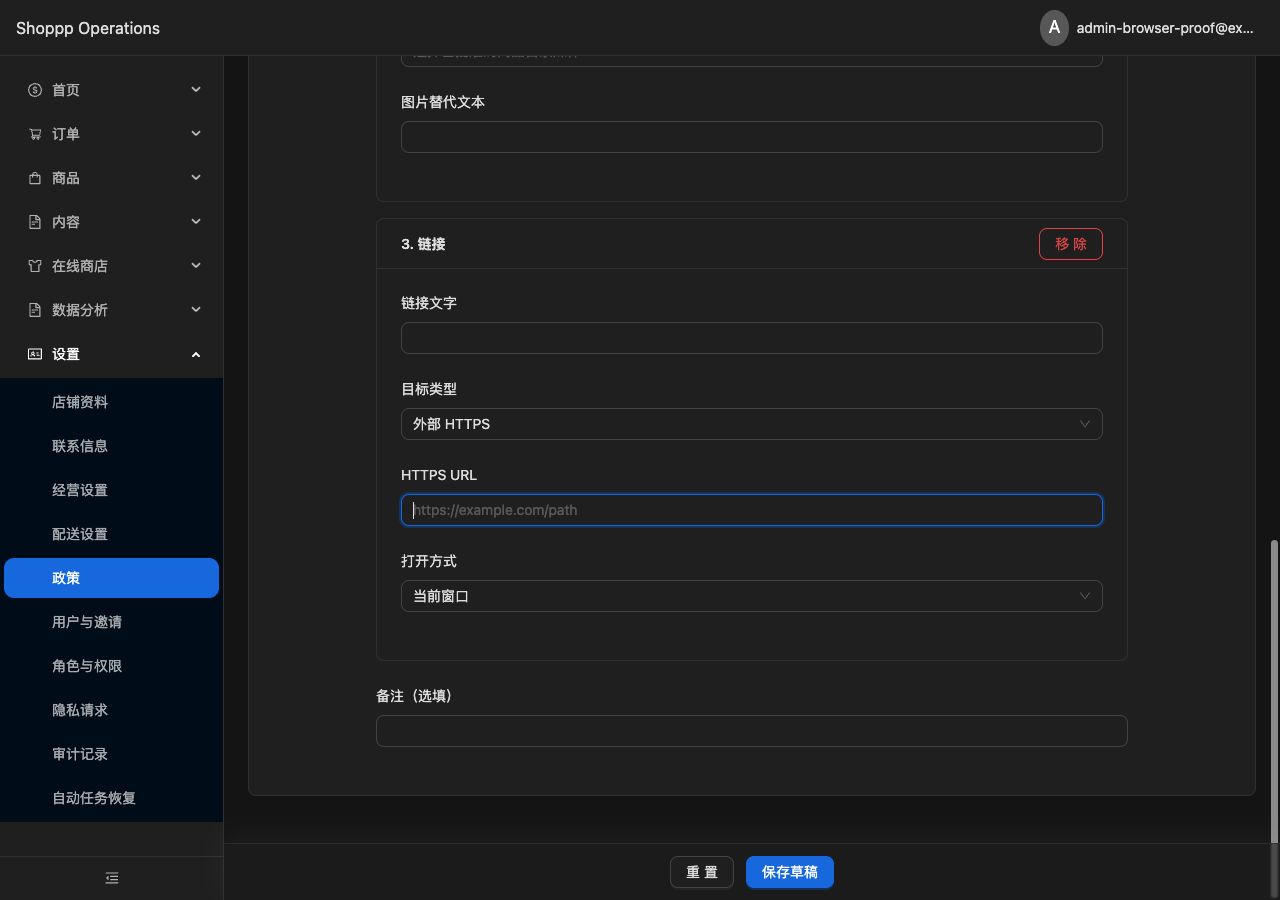 Shoppp Operations
A
admin-browser-proof@ex...
首页
订单
商品
内容
在线商店
数据分析
设置
店铺资料
联系信息
经营设置
配送设置
政策
用户与邀请
角色与权限
隐私请求
审计记录
自动任务恢复
图片替代文本
3. 链接
移除
链接文字
目标类型
外部 HTTPS
HTTPS URL
https://example.com/path
打开方式
当前窗口
备注（选填）
重置
保存草稿